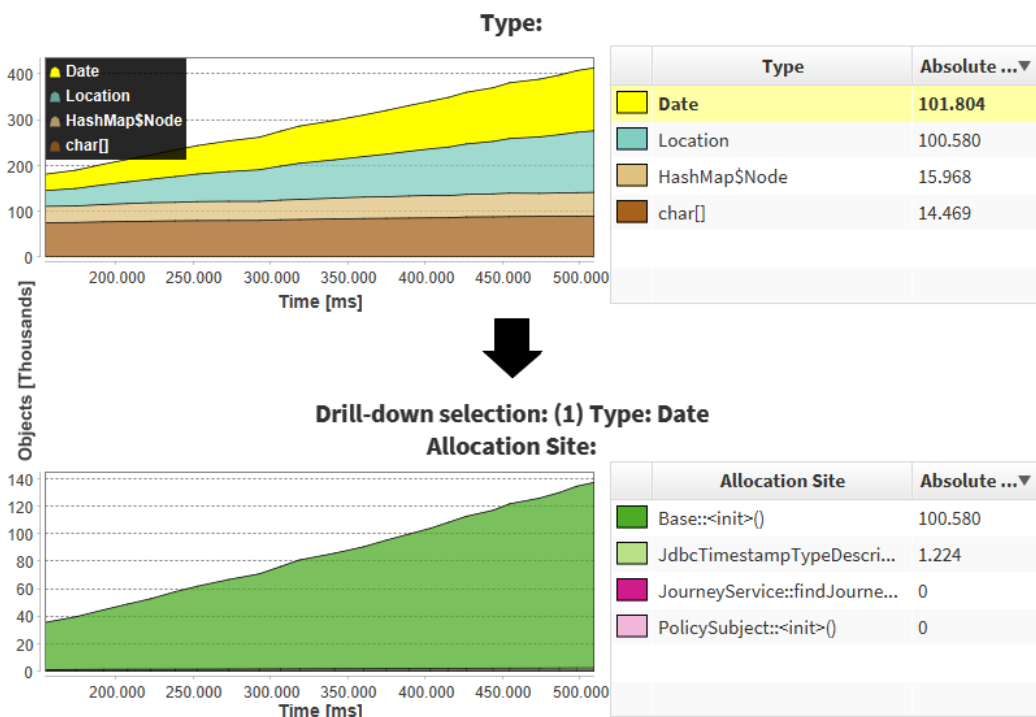 Type:
Date
Location
HashMap$Node
char[]
400
300
200
100
0
200.000 250.000 300.000 350.000 400.000 450.000 500.000
Time [ms]
Type Absolute ...▼
Date 101.804
Location 100.580
HashMap$Node 15.968
char[] 14.469
Objects [Thousands]
Drill-down selection: (1) Type: Date
Allocation Site:
140
120
100
80
60
40
20
0
200.000 250.000 300.000 350.000 400.000 450.000 500.000
Time [ms]
Allocation Site Absolute ...▼
Base::<init>() 100.580
JdbcTimestampTypeDescri... 1.224
JourneyService::findJourne... 0
PolicySubject::<init>() 0